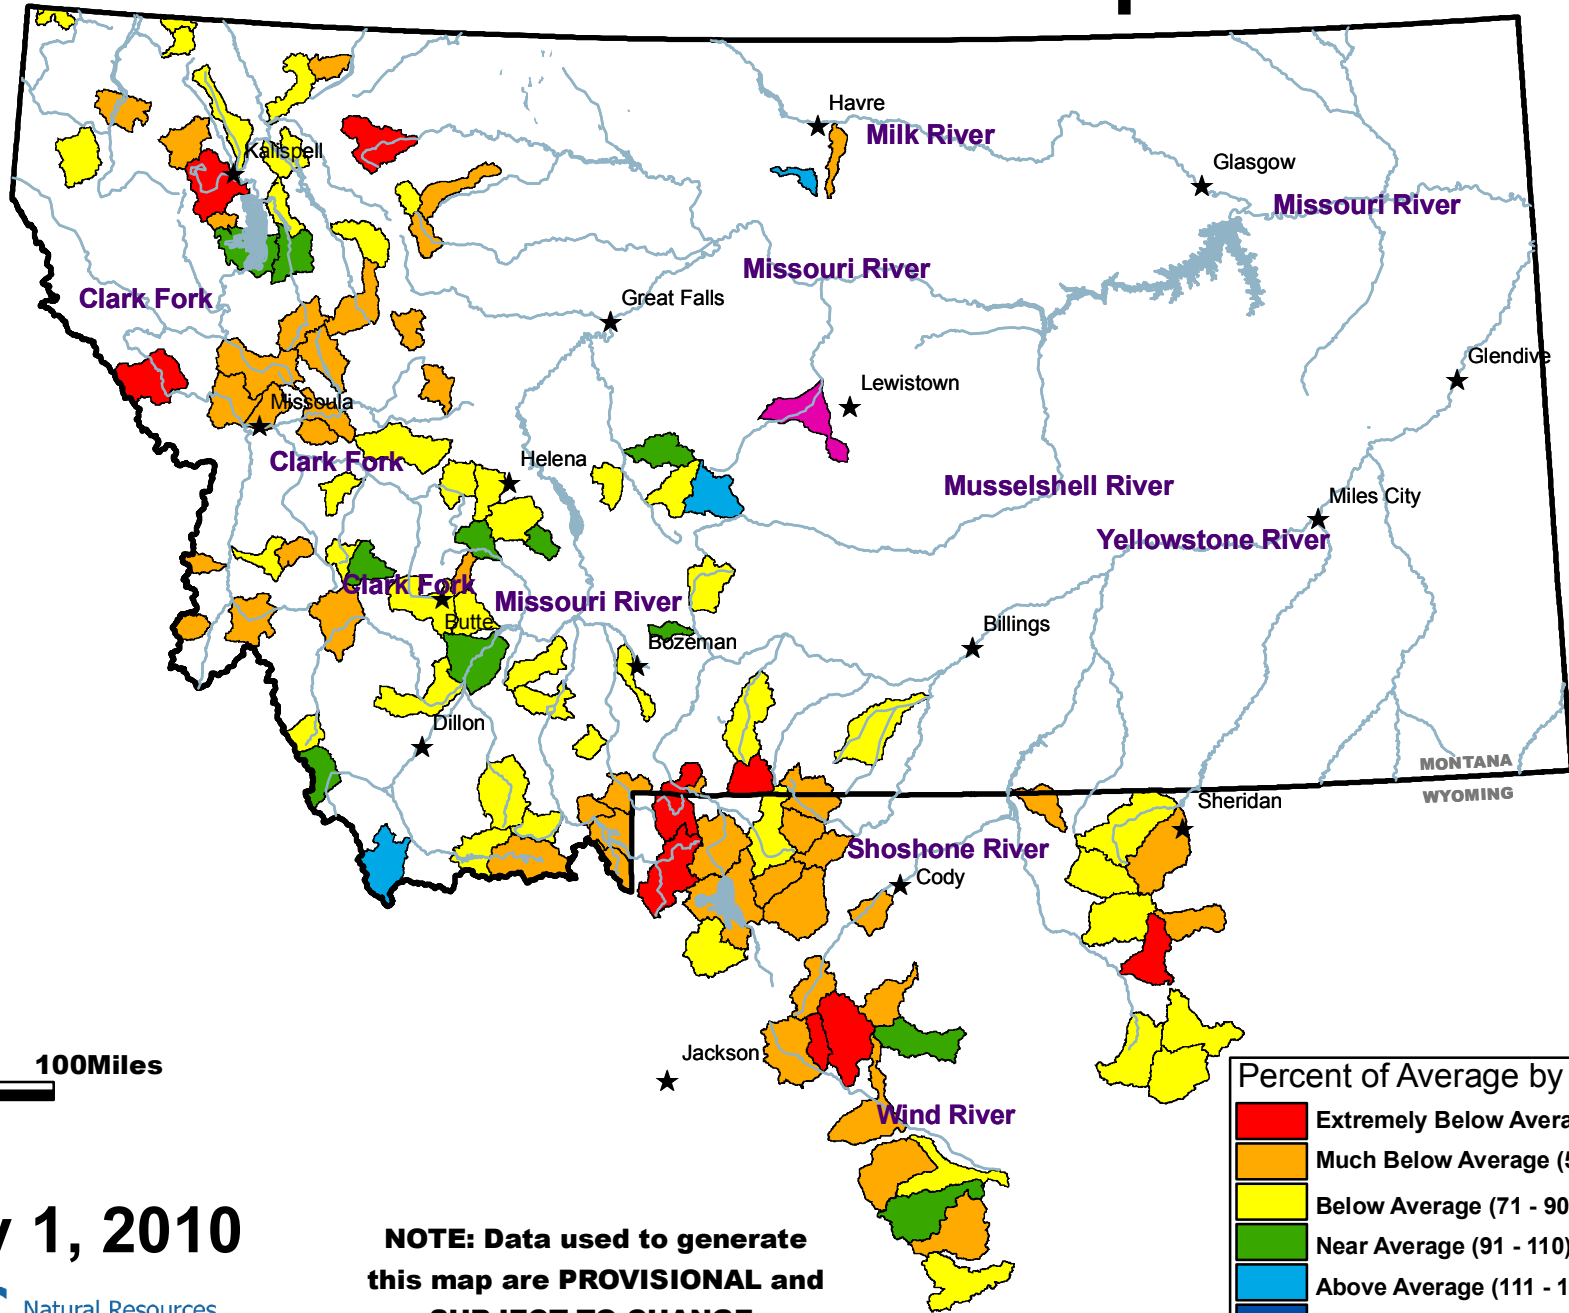 Havre
Milk River
Kalispell
Glasgow
Missouri River
Missouri River
Clark Fork
Great Falls
Glendive
Lewistown
Missoula
Clark Fork
Helena
Musselshell River
Miles City
Yellowstone River
Clark Fork
Missouri River
Butte
Billings
Bozeman
Dillon
MONTANA
WYOMING
Sheridan
Shoshone River
Cody
Jackson
100Miles
Wind River
Percent of Average by
Extremely Below Avera
Much Below Average (5
Below Average (71 - 90
Near Average (91 - 110)
Above Average (111 - 1
1, 2010
NOTE: Data used to generate
this map are PROVISIONAL and
SUBJECT TO CHANGE
Natural Resources